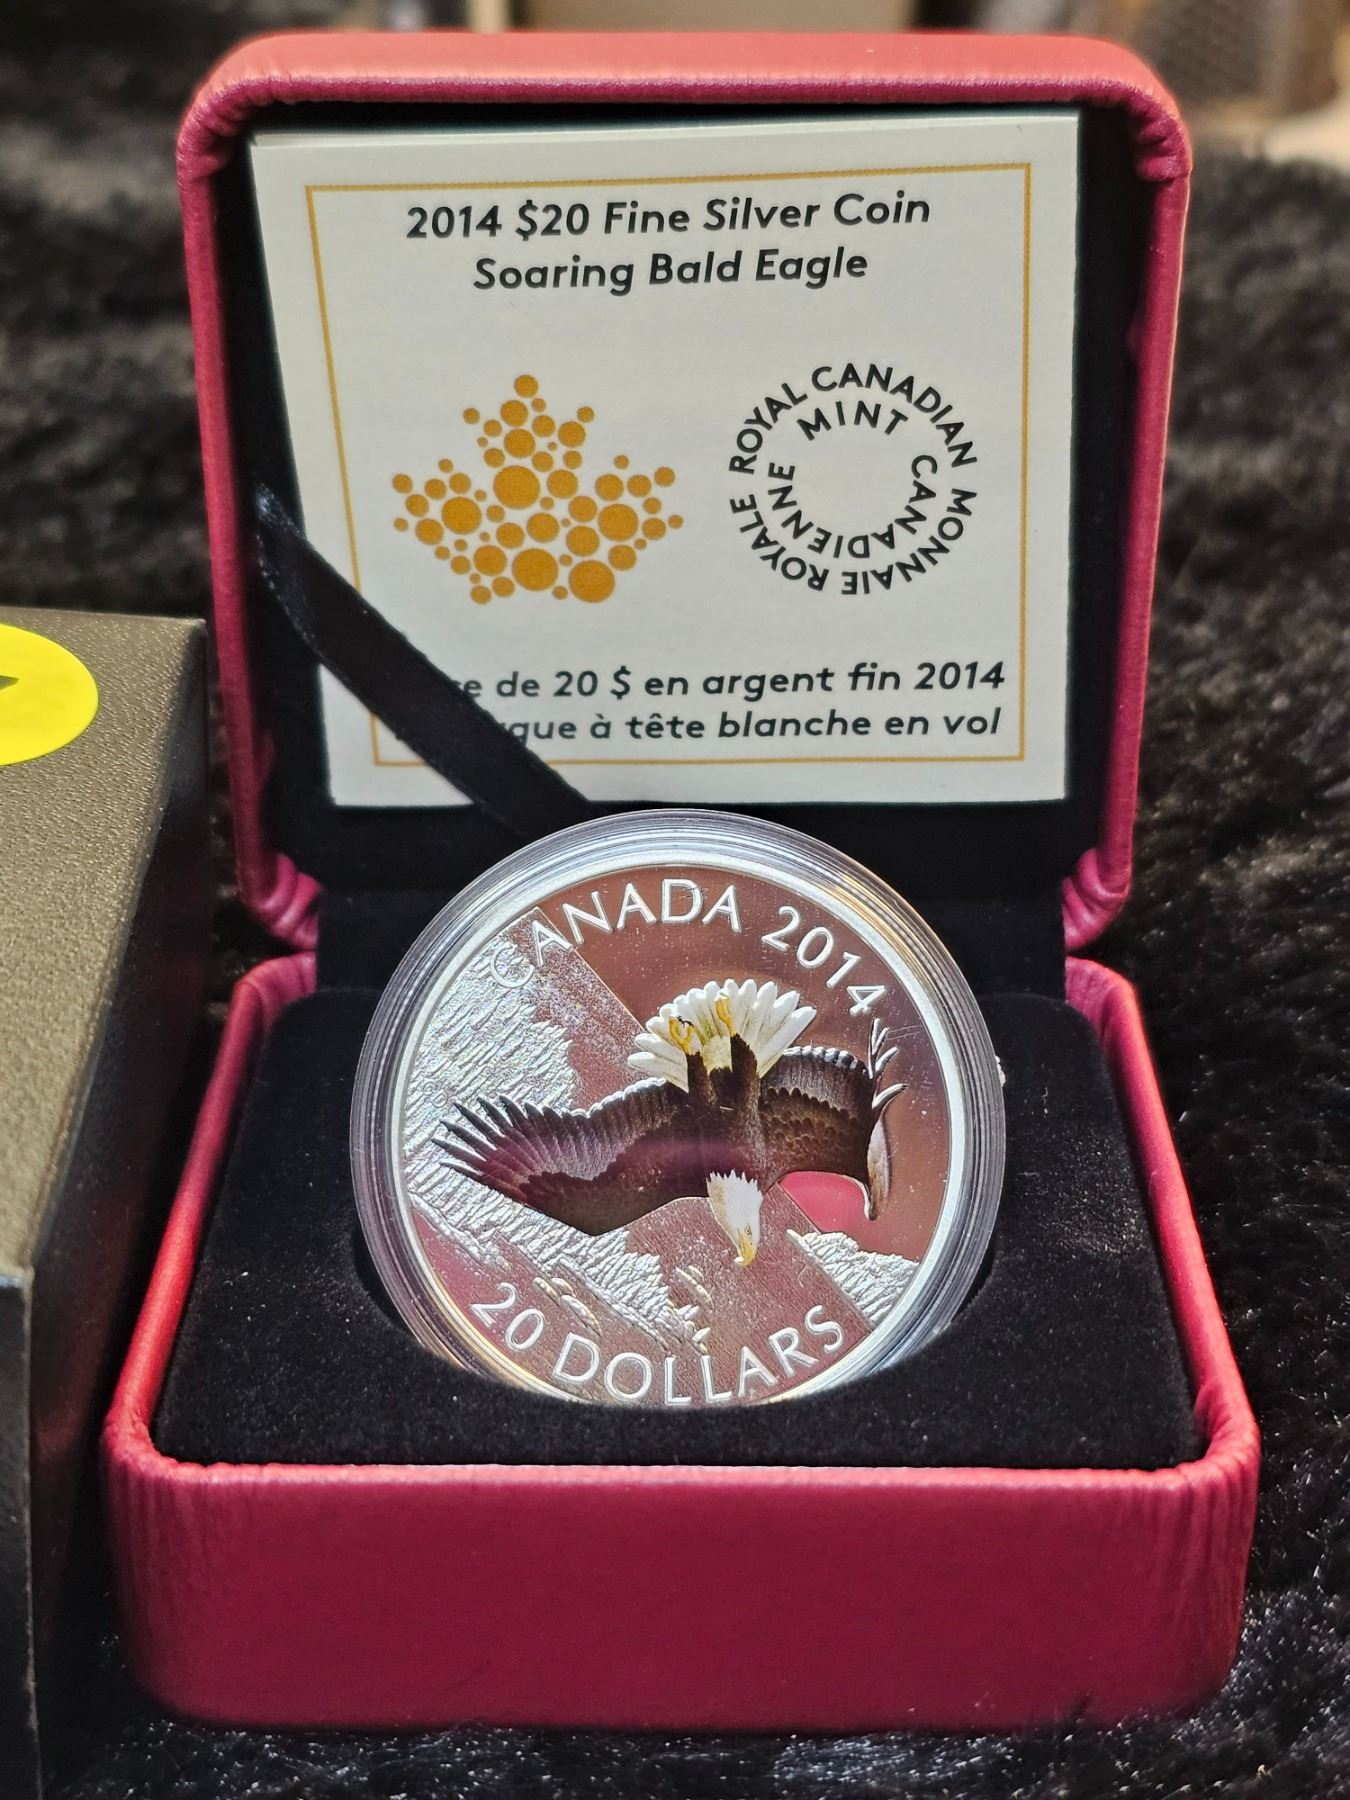 2014 $20 Fine Silver Coin
Soaring Bald Eagle
ROYAL CANADIAN MINT
MONNAIE ROYALE CANADIENNE
de 20 $ en argent fin 2014
à tête blanche en vol
CANADA 2014
20 DOLLARS